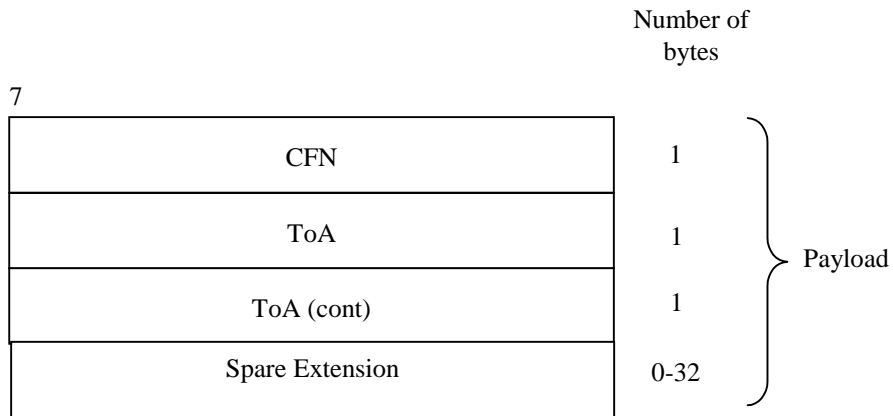 Number of
bytes
7
CFN
1
ToA
1
ToA (cont)
1
Payload
Spare Extension
0-32